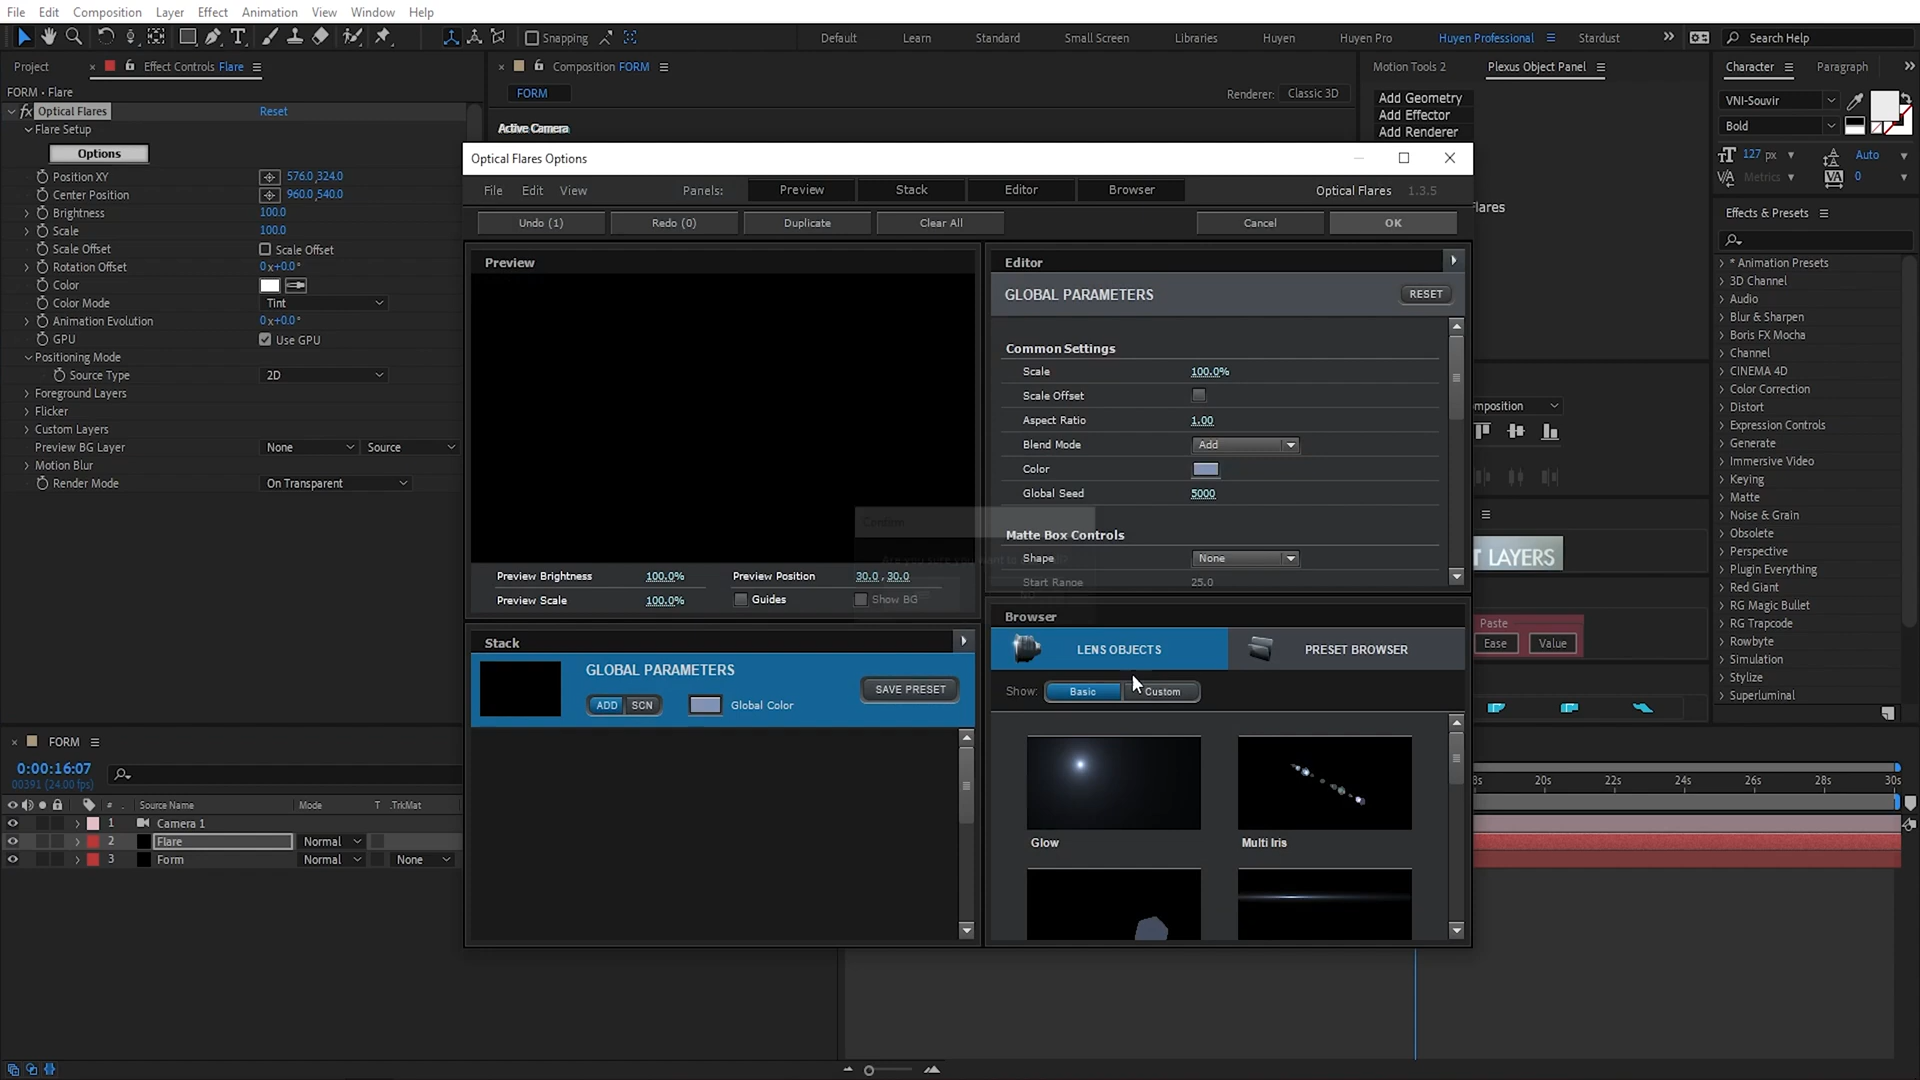 File Edit Composition Layer Effect Animation View Window Help
Snapping Default Learn Standard Small Screen Libraries Huyen Huyen Pro Huyen Professional Stardust Search Help
Project Effect Controls Flare Composition FORM Motion Tools 2 Plexus Object Panel Character Paragraph
FORM • Flare FORM Renderer: Classic 3D Add Geometry VNI-Souvir
fx Optical Flares Reset Active Camera Add Effector Bold
Flare Setup Add Renderer
Options Optical Flares Options 127 px Auto
Position XY 576.0,324.0 File Edit View Panels: Preview Stack Editor Browser Optical Flares 1.3.5 Metrics 0
Center Position 960.0,540.0
Brightness 100.0 Undo (1) Redo (0) Duplicate Clear All Cancel OK lares Effects & Presets
Scale 100.0
Scale Offset Scale Offset Preview Editor
Rotation Offset 0x+0.0° * Animation Presets
Color GLOBAL PARAMETERS RESET 3D Channel
Color Mode Tint Audio
Animation Evolution 0x+0.0° Blur & Sharpen
GPU Use GPU Common Settings Boris FX Mocha
Positioning Mode Scale 100.0% Channel
Source Type 2D Scale Offset CINEMA 4D
Foreground Layers Aspect Ratio 1.00 Color Correction
Flicker Blend Mode Add mposition Distort
Custom Layers Color Expression Controls
Preview BG Layer None Source Global Seed 5000 Generate
Motion Blur Immersive Video
Render Mode On Transparent Keying
Matte
Confirm Matte Box Controls Noise & Grain
Shape None T LAYERS Obsolete
Start Range 25.0 Perspective
Preview Brightness 100.0% Preview Position 30.0 , 30.0 Plugin Everything
Preview Scale 100.0% Guides Show BG Red Giant
Browser RG Magic Bullet
Stack LENS OBJECTS PRESET BROWSER Paste RG Trapcode
GLOBAL PARAMETERS SAVE PRESET Show: Basic Custom Ease Value Rowbyte
ADD SCN Global Color Simulation
Stylize
Superluminal
FORM
0:00:16:07
00391 (24.00 fps) 20s 22s 24s 26s 28s 30s
# Source Name Mode T .TrkMat
1 Camera 1
2 Flare Normal Glow Multi Iris
3 Form Normal None